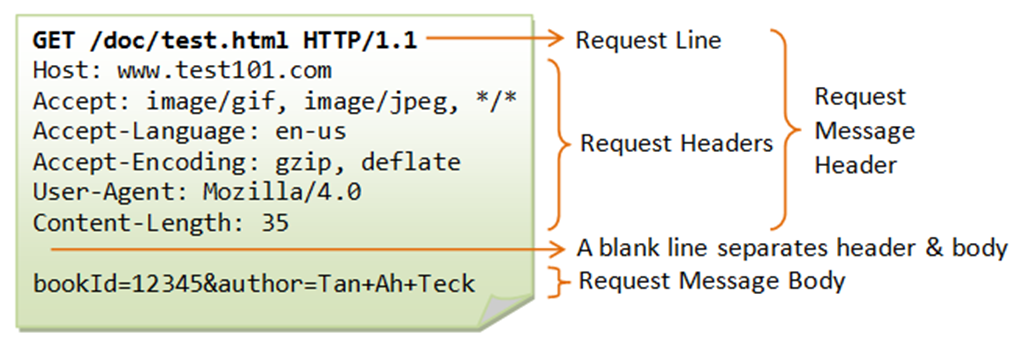 GET /doc/test.html HTTP/1.1
Host: www.test101.com
Accept: image/gif, image/jpeg, */*
Accept-Language: en-us
Accept-Encoding: gzip, deflate
User-Agent: Mozilla/4.0
Content-Length: 35
bookId=12345&author=Tan+Ah+Teck
Request Line
Request Headers
A blank line separates header & body
Request Message Body
Request
Message
Header